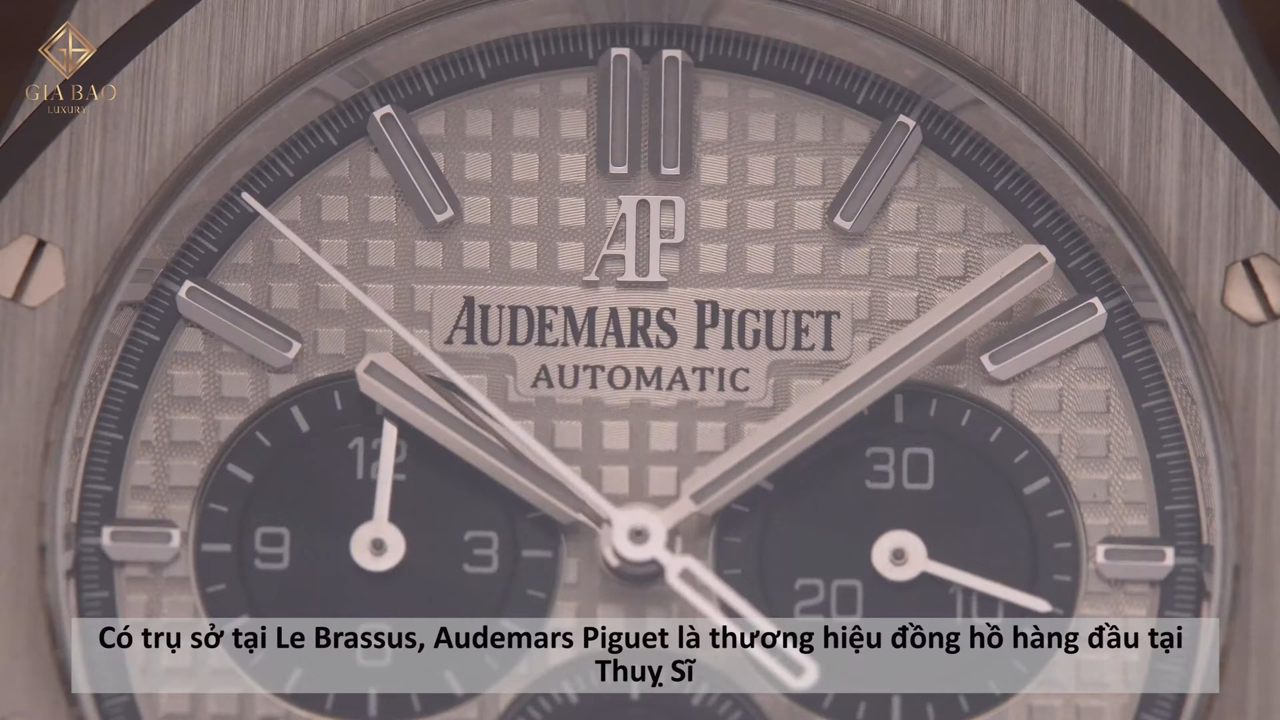 GIA BAO
LUXURY
AP
AUDEMARS PIGUET
AUTOMATIC
12
9
3
30
20
10
Có trụ sở tại Le Brassus, Audemars Piguet là thương hiệu đồng hồ hàng đầu tại
Thuỵ Sĩ